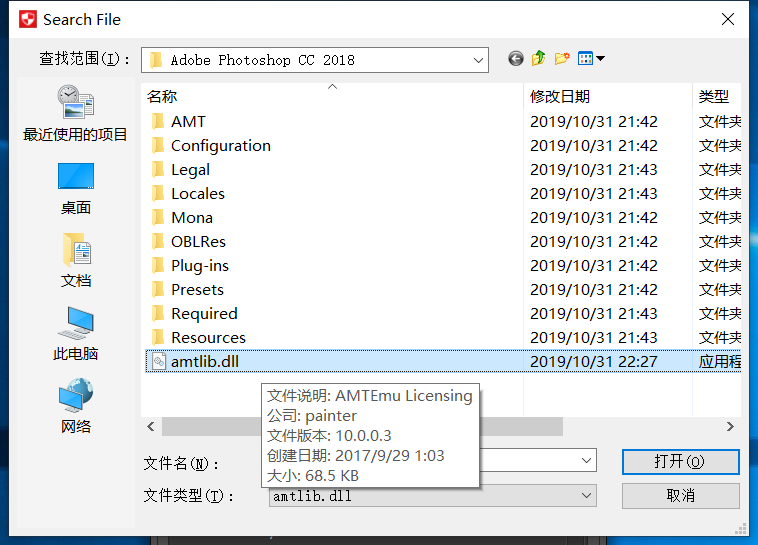 Search File
查找范围(I):
Adobe Photoshop CC 2018
名称
修改日期
类型
AMT
2019/10/31 21:42
文件夹
Configuration
2019/10/31 21:42
文件夹
Legal
2019/10/31 21:43
文件夹
Locales
2019/10/31 21:43
文件夹
Mona
2019/10/31 21:42
文件夹
OBLRes
2019/10/31 21:42
文件夹
Plug-ins
2019/10/31 21:42
文件夹
Presets
2019/10/31 21:42
文件夹
Required
2019/10/31 21:43
文件夹
Resources
2019/10/31 21:43
文件夹
amtlib.dll
2019/10/31 22:27
应用程
最近使用的项目
桌面
文档
此电脑
网络
文件说明: AMTEmu Licensing
公司: painter
文件版本: 10.0.0.3
创建日期: 2017/9/29 1:03
大小: 68.5 KB
文件名(N):
打开(O)
文件类型(T):
amtlib.dll
取消